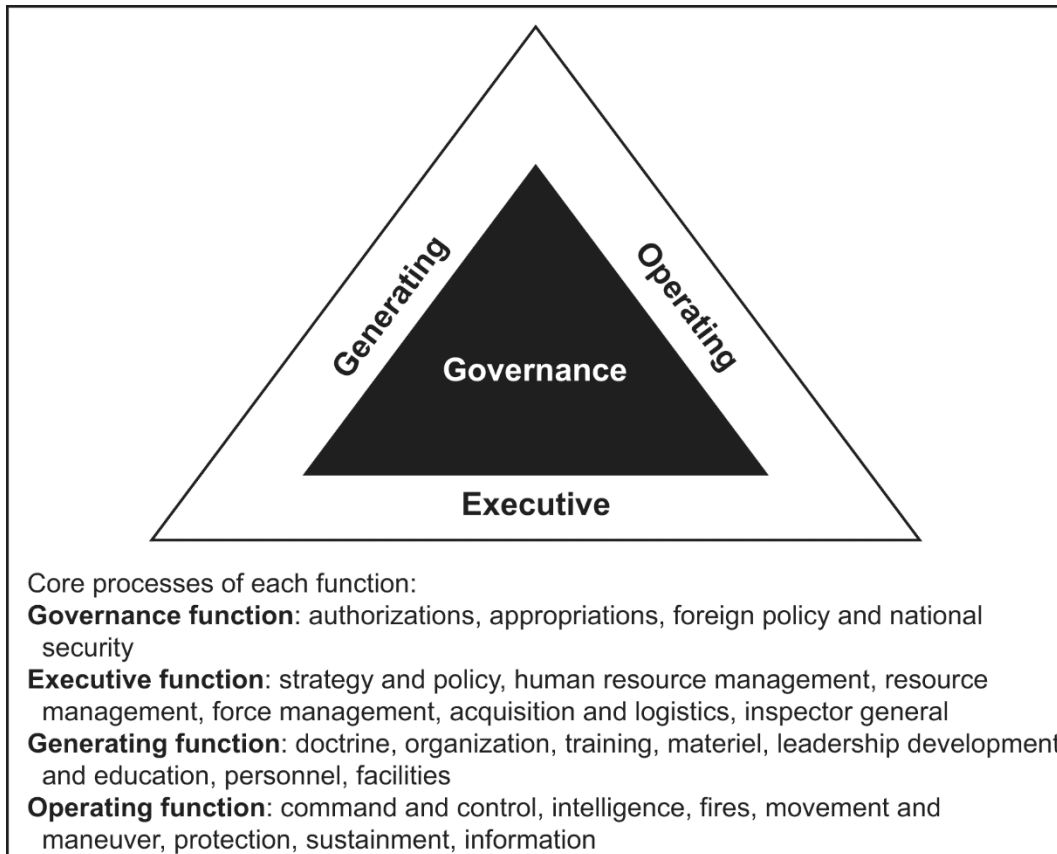 Generating
Operating
Governance
Executive
Core processes of each function:
Governance function: authorizations, appropriations, foreign policy and national
security
Executive function: strategy and policy, human resource management, resource
management, force management, acquisition and logistics, inspector general
Generating function: doctrine, organization, training, materiel, leadership development
and education, personnel, facilities
Operating function: command and control, intelligence, fires, movement and
maneuver, protection, sustainment, information